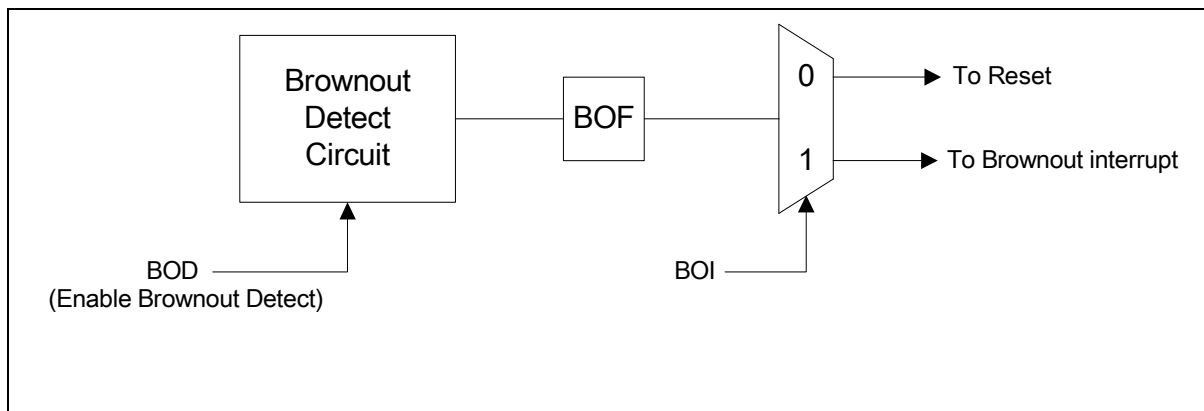 Brownout
Detect
Circuit
BOF
0
To Reset
1
To Brownout interrupt
BOD
(Enable Brownout Detect)
BOI